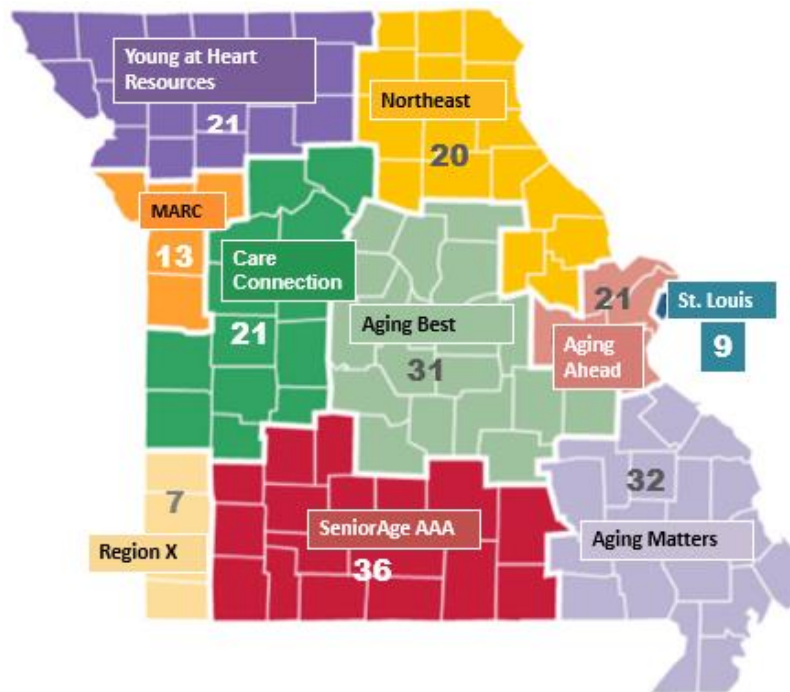 Young at Heart
Resources
21
Northeast
20
MARC
13
Care
Connection
21
Aging Best
31
21
Aging
Ahead
St. Louis
9
7
Region X
SeniorAge AAA
36
32
Aging Matters